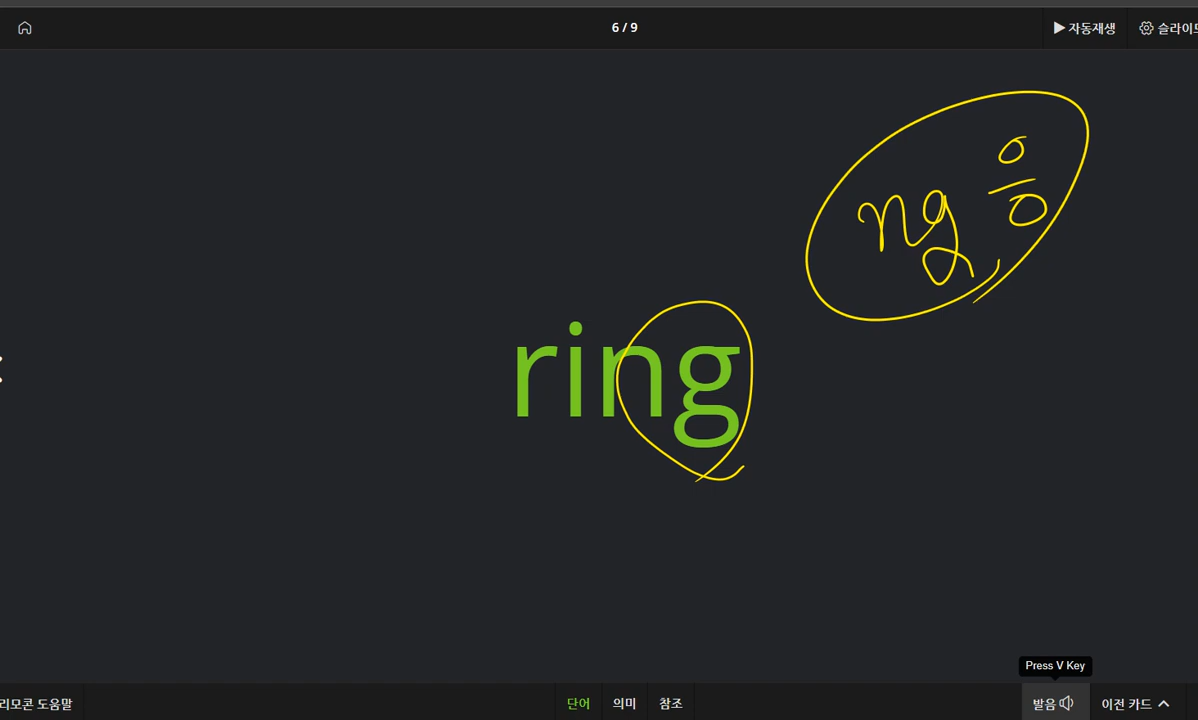 6 / 9
▶ 자동재생
슬라이드
ng 응
ring
Press V Key
리모콘 도움말
단어
의미
참조
발음
이전 카드